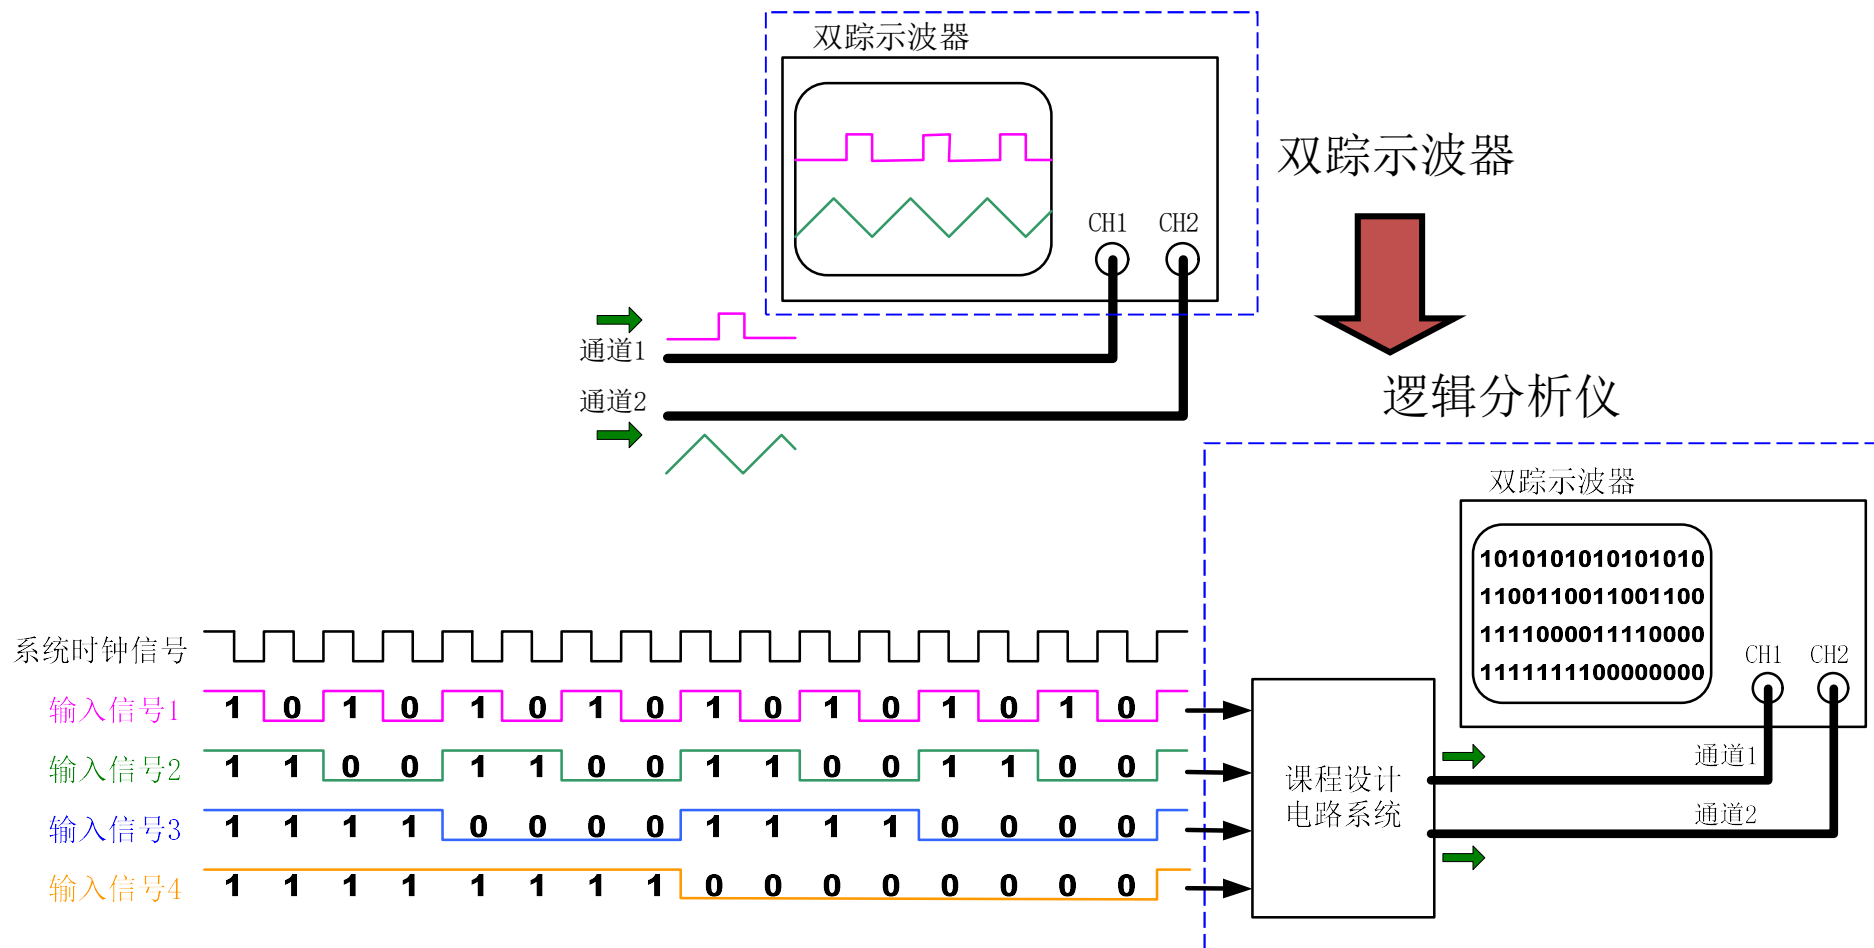 双踪示波器
CH1 CH2
双踪示波器
通道1
通道2
逻辑分析仪
双踪示波器
1010101010101010
1100110011001100
1111000011110000
1111111100000000
CH1 CH2
系统时钟信号
输入信号1 1 0 1 0 1 0 1 0 1 0 1 0 1 0 1 0
输入信号2 1 1 0 0 1 1 0 0 1 1 0 0 1 1 0 0
输入信号3 1 1 1 1 0 0 0 0 1 1 1 1 0 0 0 0
输入信号4 1 1 1 1 1 1 1 1 0 0 0 0 0 0 0 0
课程设计
电路系统
通道1
通道2